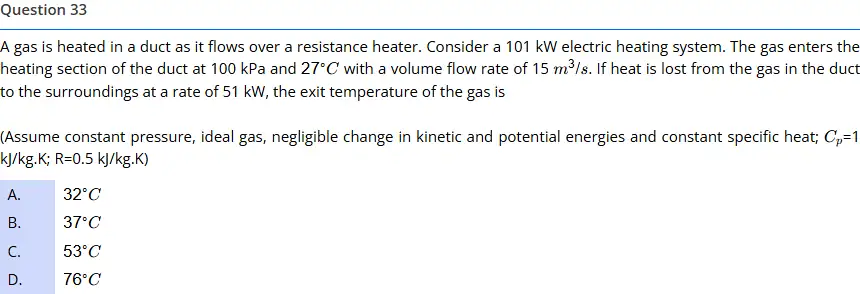 Question 33
A gas is heated in a duct as it flows over a resistance heater. Consider a 101 kW electric heating system. The gas enters the
heating section of the duct at 100 kPa and 27°C with a volume flow rate of 15 m³/s. If heat is lost from the gas in the duct
to the surroundings at a rate of 51 kW, the exit temperature of the gas is
(Assume constant pressure, ideal gas, negligible change in kinetic and potential energies and constant specific heat; Cₚ=1
kJ/kg.K; R=0.5 kJ/kg.K)
A. 32°C
B. 37°C
C. 53°C
D. 76°C